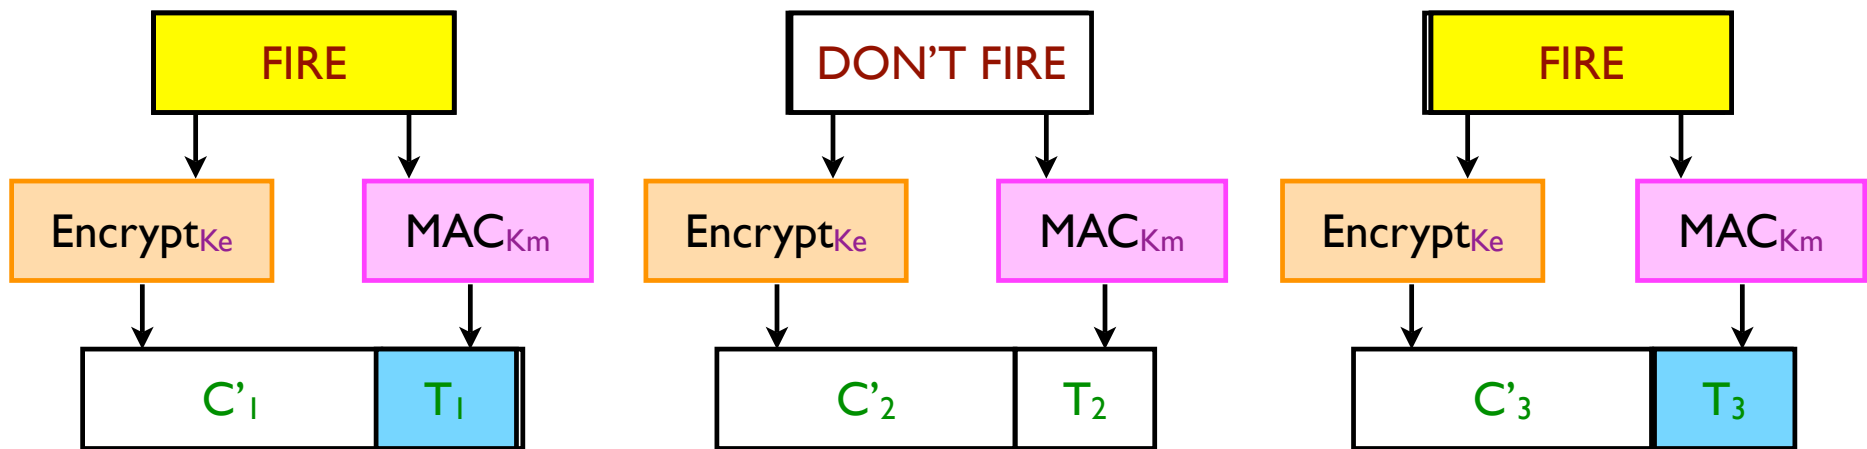 FIRE
DON'T FIRE
FIRE
EncryptKe
MACKm
EncryptKe
MACKm
EncryptKe
MACKm
C'1
T1
C'2
T2
C'3
T3